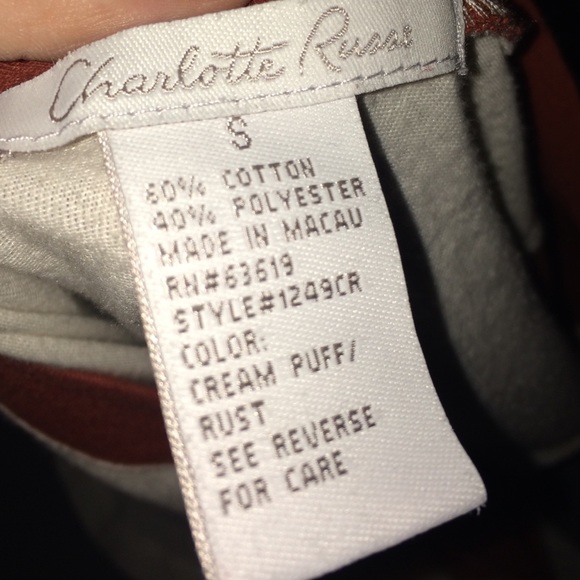 Charlotte Russe
S
60% COTTON
40% POLYESTER
MADE IN MACAU
RN#63619
STYLE#1249CR
COLOR:
CREAM PUFF/
RUST
SEE REVERSE
FOR CARE